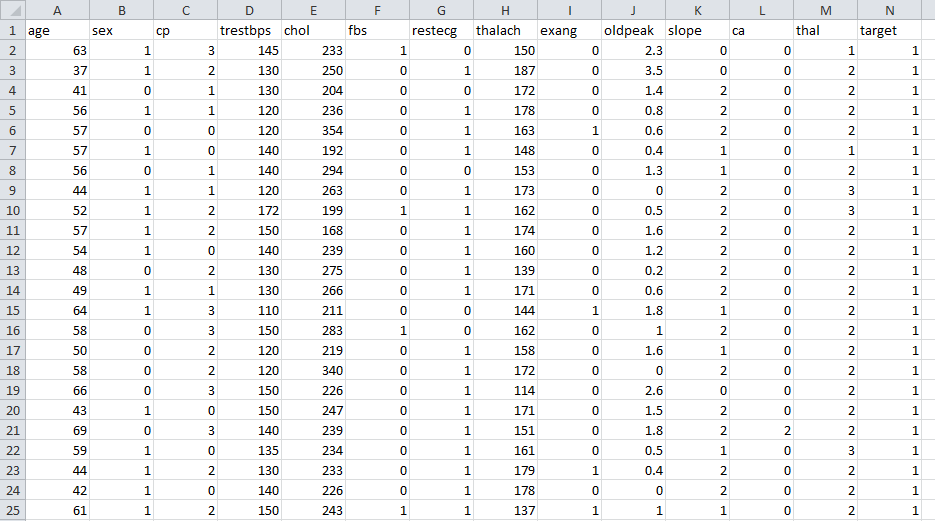 A B C D E F G H I J K L M N
1 age sex cp trestbps chol fbs restecg thalach exang oldpeak slope ca thal target
2 63 1 3 145 233 1 0 150 0 2.3 0 0 1 1
3 37 1 2 130 250 0 1 187 0 3.5 0 0 2 1
4 41 0 1 130 204 0 0 172 0 1.4 2 0 2 1
5 56 1 1 120 236 0 1 178 0 0.8 2 0 2 1
6 57 0 0 120 354 0 1 163 1 0.6 2 0 2 1
7 57 1 0 140 192 0 1 148 0 0.4 1 0 1 1
8 56 0 1 140 294 0 0 153 0 1.3 1 0 2 1
9 44 1 1 120 263 0 1 173 0 0 2 0 3 1
10 52 1 2 172 199 1 1 162 0 0.5 2 0 3 1
11 57 1 2 150 168 0 1 174 0 1.6 2 0 2 1
12 54 1 0 140 239 0 1 160 0 1.2 2 0 2 1
13 48 0 2 130 275 0 1 139 0 0.2 2 0 2 1
14 49 1 1 130 266 0 1 171 0 0.6 2 0 2 1
15 64 1 3 110 211 0 0 144 1 1.8 1 0 2 1
16 58 0 3 150 283 1 0 162 0 1 2 0 2 1
17 50 0 2 120 219 0 1 158 0 1.6 1 0 2 1
18 58 0 2 120 340 0 1 172 0 0 2 0 2 1
19 66 0 3 150 226 0 1 114 0 2.6 0 0 2 1
20 43 1 0 150 247 0 1 171 0 1.5 2 0 2 1
21 69 0 3 140 239 0 1 151 0 1.8 2 2 2 1
22 59 1 0 135 234 0 1 161 0 0.5 1 0 3 1
23 44 1 2 130 233 0 1 179 1 0.4 2 0 2 1
24 42 1 0 140 226 0 1 178 0 0 2 0 2 1
25 61 1 2 150 243 1 1 137 1 1 1 0 2 1